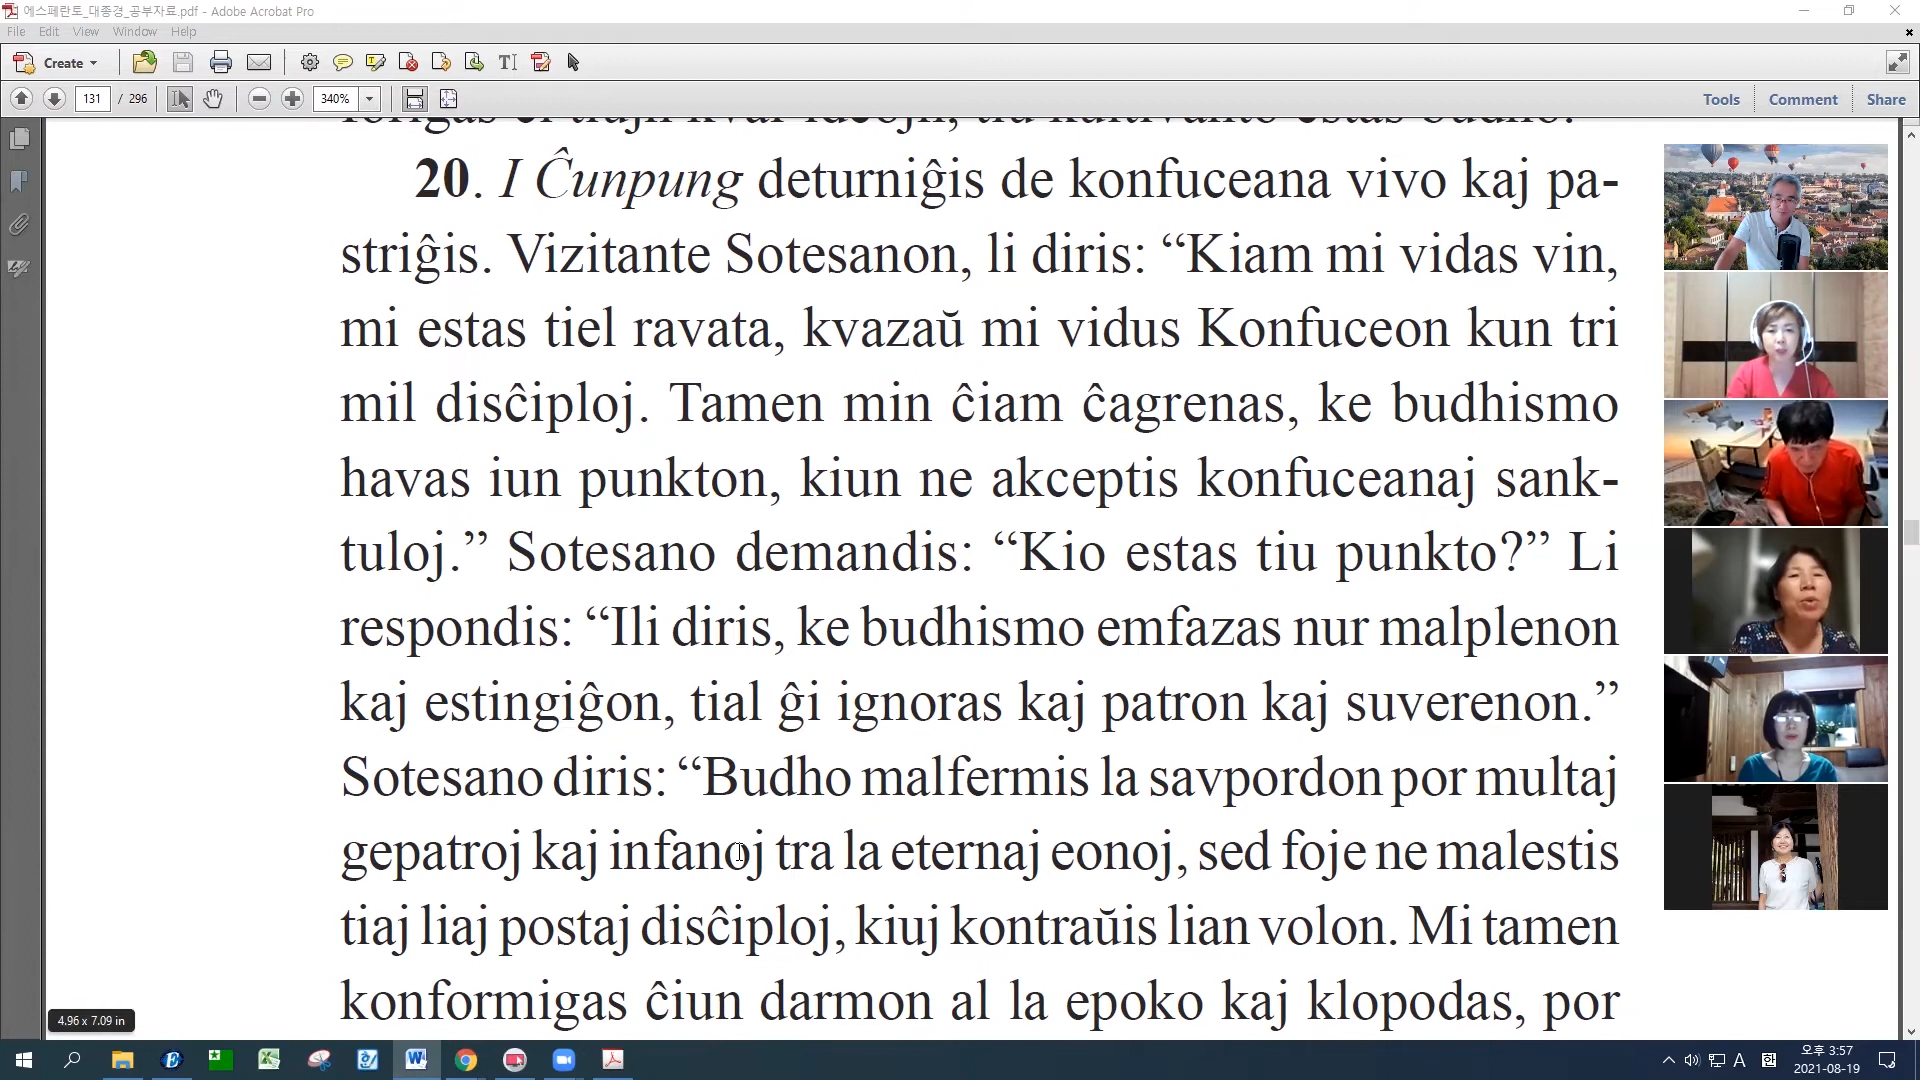 에스페란토_대종경_공부자료.pdf - Adobe Acrobat Pro
File Edit View Window Help
Create
131 / 296 340% Tools Comment Share
20. I Ĉunpung deturniĝis de konfuceana vivo kaj pa-
striĝis. Vizitante Sotesanon, li diris: “Kiam mi vidas vin,
mi estas tiel ravata, kvazaŭ mi vidus Konfuceon kun tri
mil disĉiploj. Tamen min ĉiam ĉagrenas, ke budhismo
havas iun punkton, kiun ne akceptis konfuceanaj sank-
tuloj.” Sotesano demandis: “Kio estas tiu punkto?” Li
respondis: “Ili diris, ke budhismo emfazas nur malplenon
kaj estingiĝon, tial ĝi ignoras kaj patron kaj suverenon.”
Sotesano diris: “Budho malfermis la savpordon por multaj
gepatroj kaj infanoj tra la eternaj eonoj, sed foje ne malestis
tiaj liaj postaj disĉiploj, kiuj kontraŭis lian volon. Mi tamen
konformigas ĉiun darmon al la epoko kaj klopodas, por
4.96 x 7.09 in
A 한 오후 3:57
2021-08-19